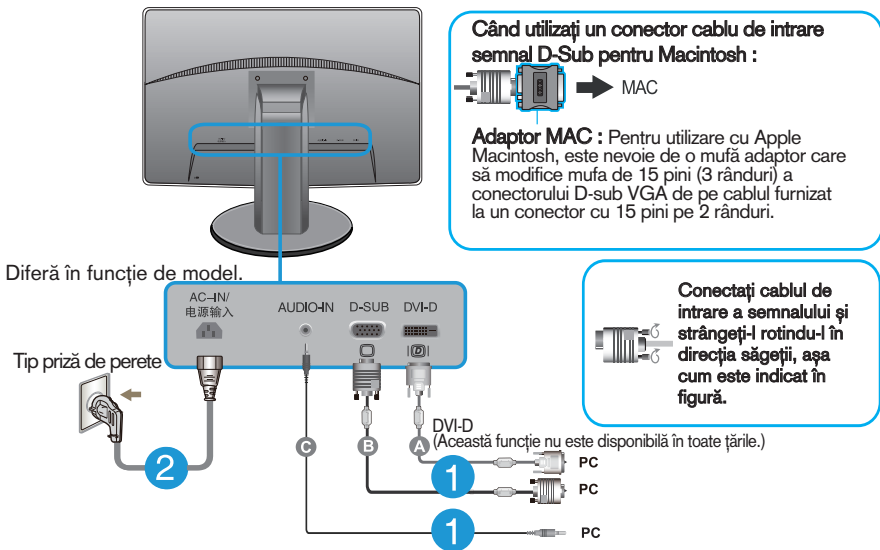 Când utilizați un conector cablu de intrare
semnal D-Sub pentru Macintosh :
MAC
Adaptor MAC : Pentru utilizare cu Apple
Macintosh, este nevoie de o mufă adaptor care
să modifice mufa de 15 pini (3 rânduri) a
conectorului D-sub VGA de pe cablul furnizat
la un conector cu 15 pini pe 2 rânduri.
Diferă în funcție de model.
AC-IN/
电源输入
AUDIO-IN
D-SUB
DVI-D
Conectați cablul de
intrare a semnalului și
strângeți-l rotindu-l în
direcția săgeții, așa
cum este indicat în
figură.
Tip priză de perete
DVI-D
(Această funcție nu este disponibilă în toate țările.)
C
B
A
2
1
PC
PC
1
PC